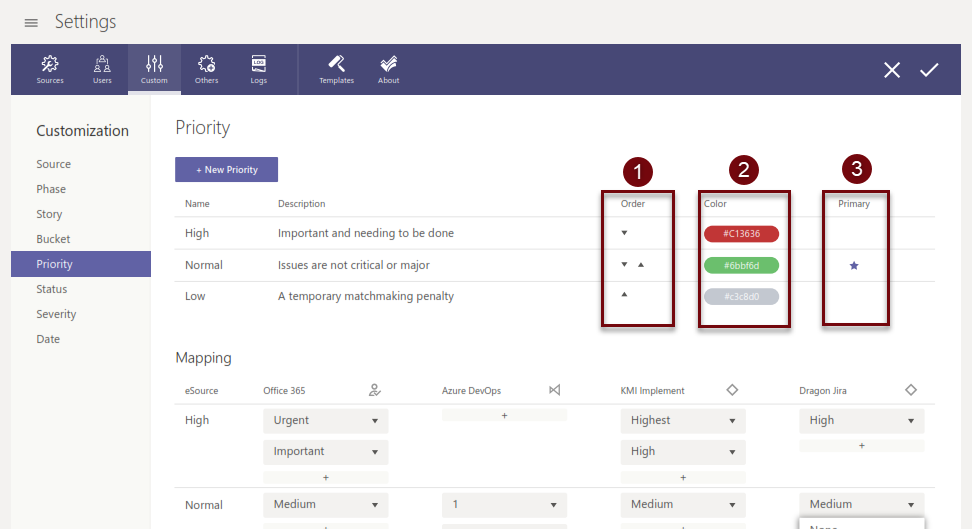 Settings
Sources Users Custom Others LOG Logs Templates About
Customization
Source
Phase
Story
Bucket
Priority
Status
Severity
Date
Priority
+ New Priority
1 2 3
Name Description Order Color Primary
High Important and needing to be done #C13636
Normal Issues are not critical or major #6bbf6d
Low A temporary matchmaking penalty #c3c8d0
Mapping
eSource Office 365 Azure DevOps KMI Implement Dragon Jira
High Urgent + Highest High
Important High +
+ +
Normal Medium 1 Medium Medium